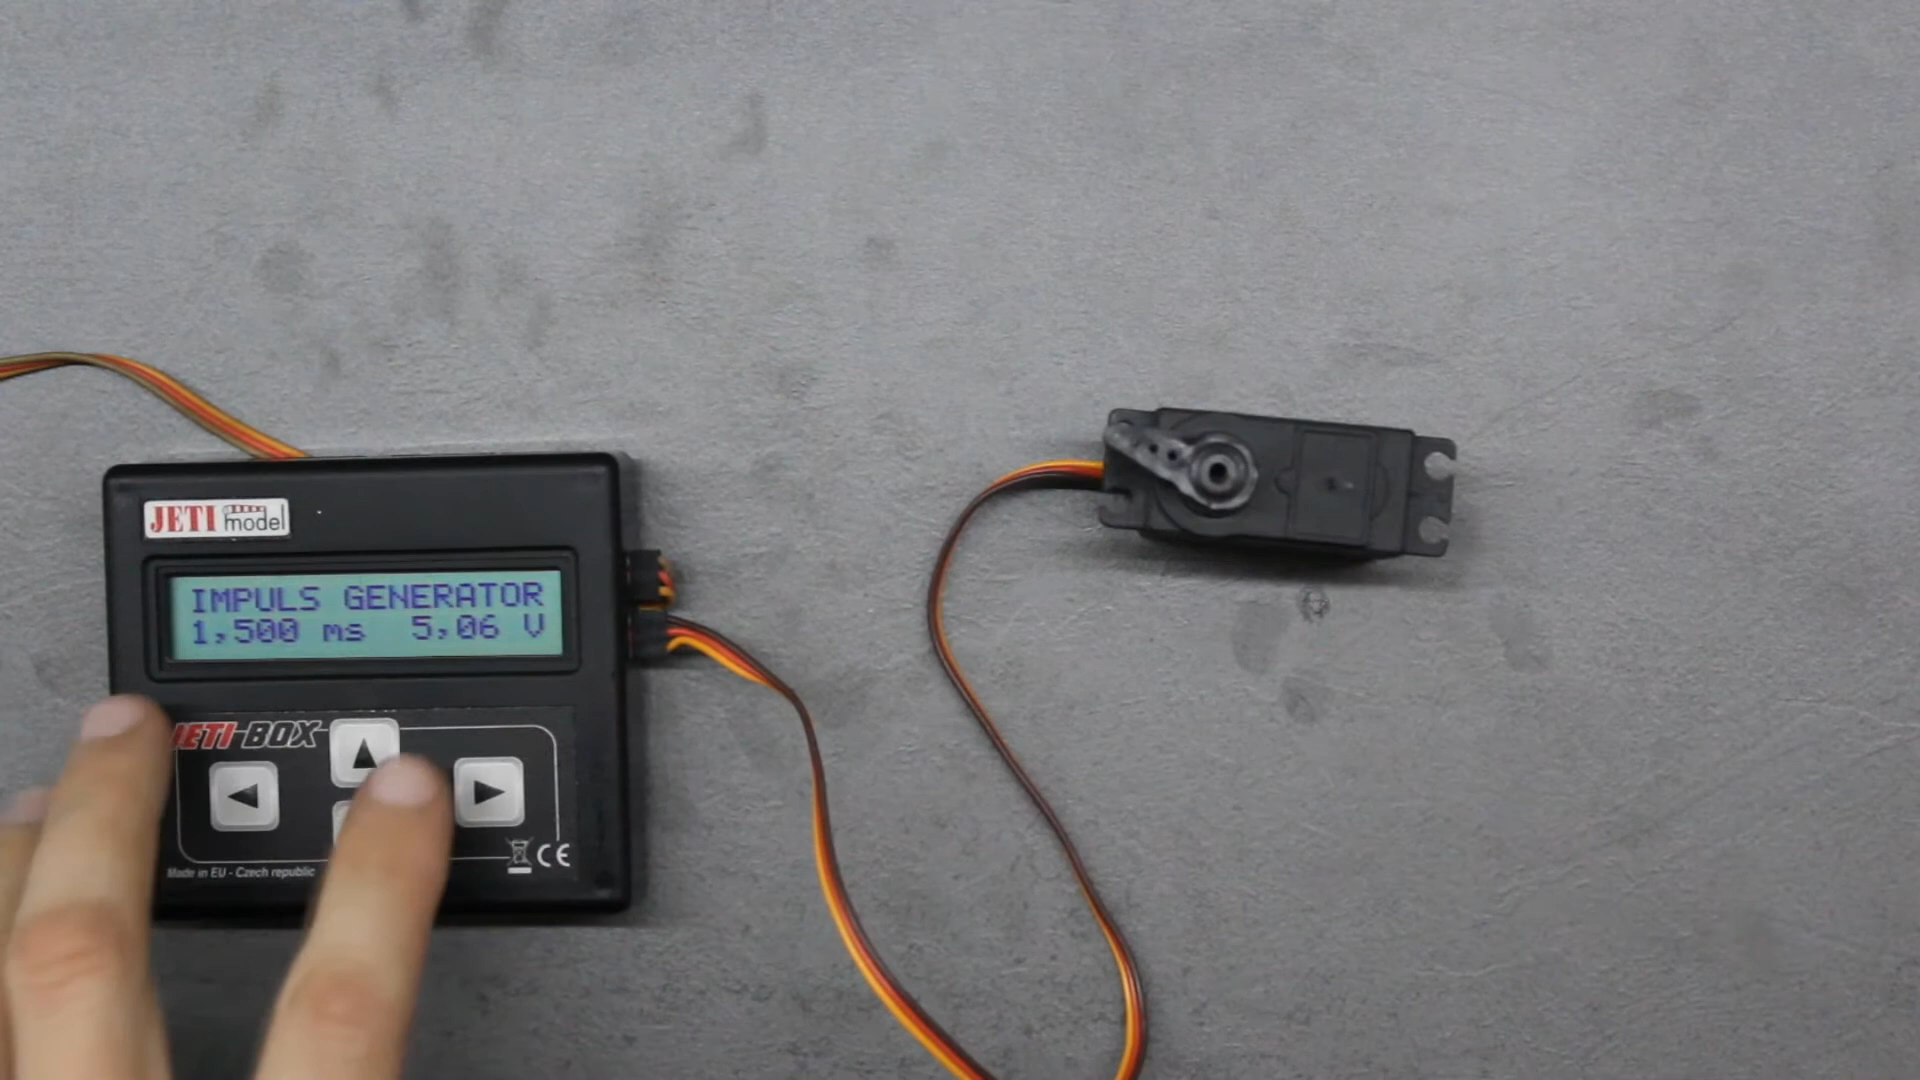 JETI model
IMPULS GENERATOR
1,500 ms 5,06 V
JETI-BOX
CE
Made in EU - Czech republic